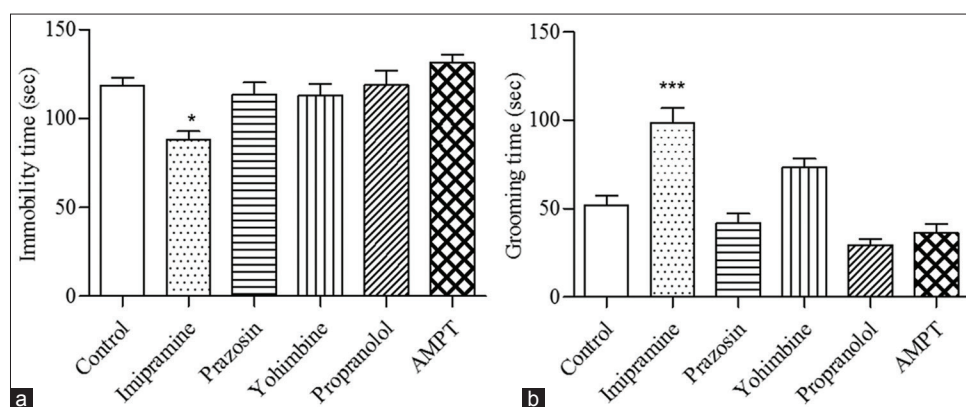 150
100
50
0
Immobility time (sec)
*
Control
Imipramine
Prazosin
Yohimbine
Propranolol
AMPT
a
150
100
50
0
Grooming time (sec)
***
Control
Imipramine
Prazosin
Yohimbine
Propranolol
AMPT
b